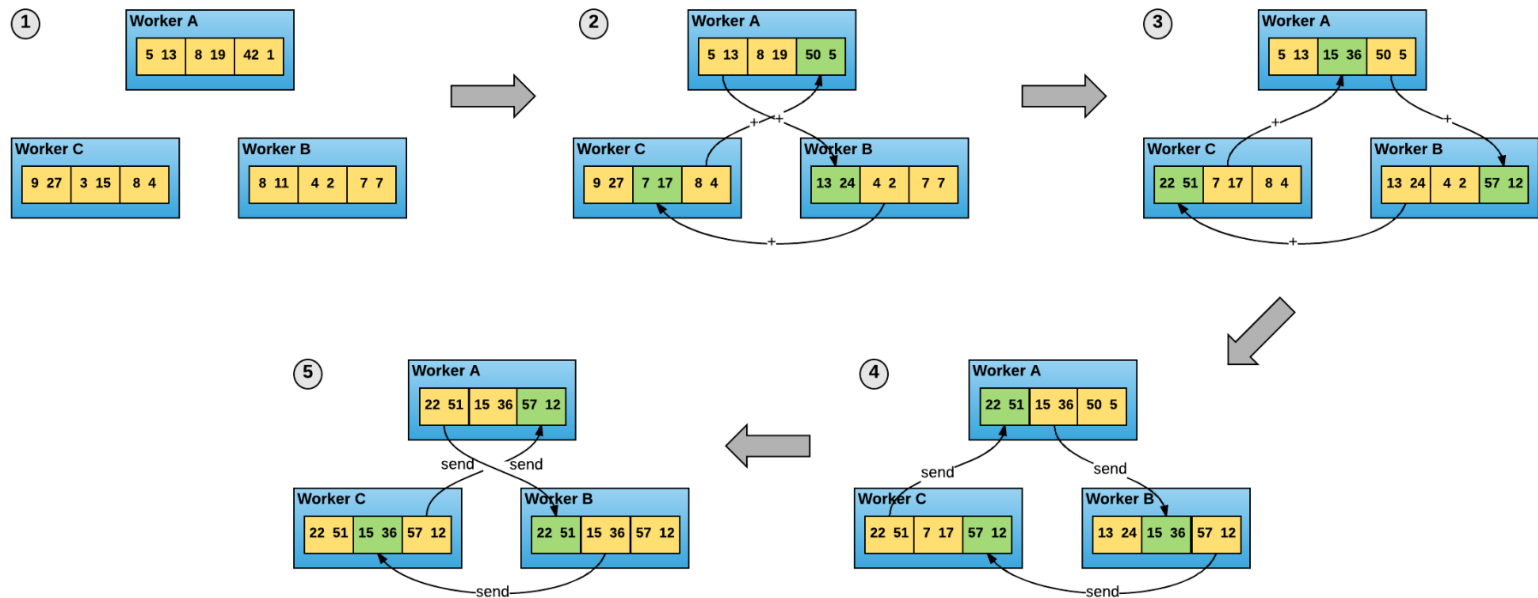 1
Worker A
5 13 8 19 42 1
Worker C
9 27 3 15 8 4
Worker B
8 11 4 2 7 7
2
Worker A
5 13 8 19 50 5
+ +
Worker C
9 27 7 17 8 4
Worker B
13 24 4 2 7 7
+
3
Worker A
5 13 15 36 50 5
+ +
Worker C
22 51 7 17 8 4
Worker B
13 24 4 2 57 12
+
4
Worker A
22 51 15 36 50 5
send send
Worker C
22 51 7 17 57 12
Worker B
13 24 15 36 57 12
send
5
Worker A
22 51 15 36 57 12
send send
Worker C
22 51 15 36 57 12
Worker B
22 51 15 36 57 12
send